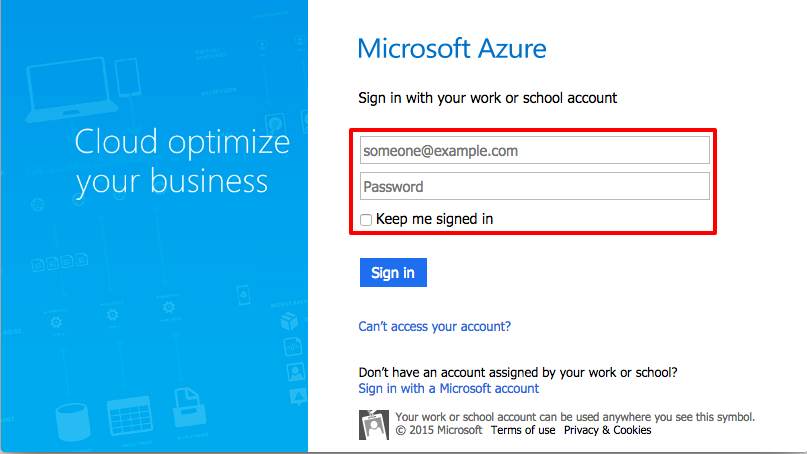 Cloud optimize
your business
Microsoft Azure
Sign in with your work or school account
someone@example.com
Password
Keep me signed in
Sign in
Can't access your account?
Don't have an account assigned by your work or school?
Sign in with a Microsoft account
Your work or school account can be used anywhere you see this symbol.
© 2015 Microsoft Terms of use Privacy & Cookies